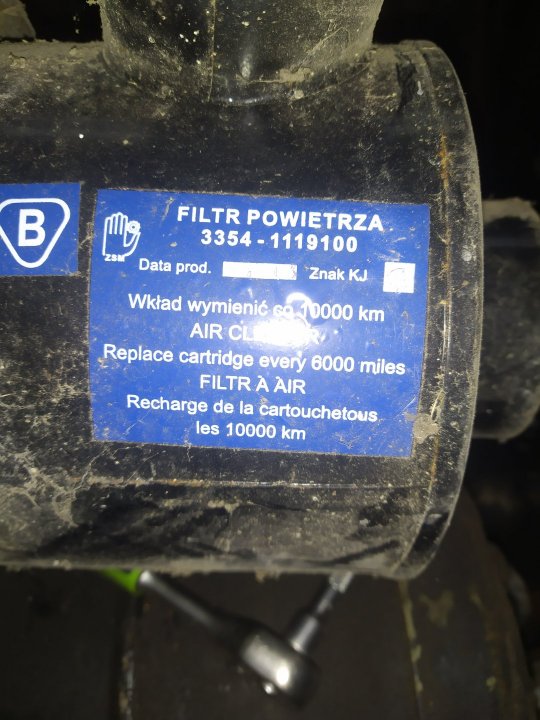 B
ZSM
FILTR POWIETRZA
3354 - 1119100
Data prod. Znak KJ
Wkład wymienić co 10000 km
AIR CLEANER
Replace cartridge every 6000 miles
FILTR A AIR
Recharge de la cartouchetous
les 10000 km